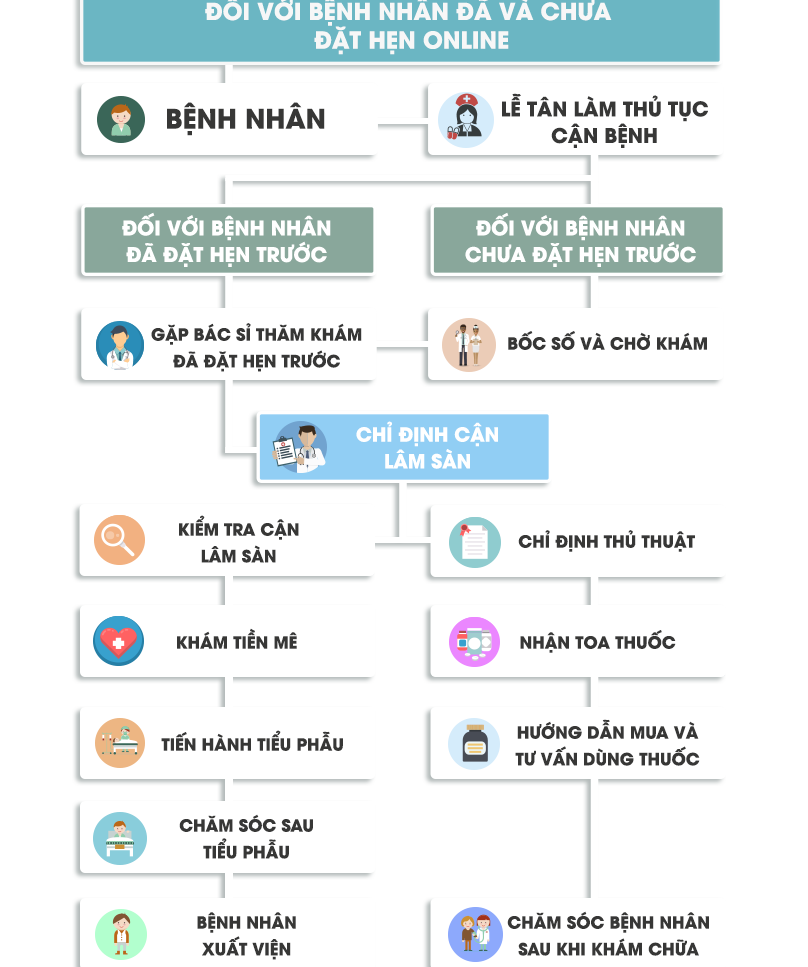 ĐỐI VỚI BỆNH NHÂN ĐÃ VÀ CHƯA
ĐẶT HẸN ONLINE
BỆNH NHÂN
LỄ TÂN LÀM THỦ TỤC
CẬN BỆNH
ĐỐI VỚI BỆNH NHÂN
ĐÃ ĐẶT HẸN TRƯỚC
ĐỐI VỚI BỆNH NHÂN
CHƯA ĐẶT HẸN TRƯỚC
GẶP BÁC SỈ THĂM KHÁM
ĐÃ ĐẶT HẸN TRƯỚC
BỐC SỐ VÀ CHỜ KHÁM
CHỈ ĐỊNH CẬN
LÂM SÀN
KIỂM TRA CẬN
LÂM SÀN
CHỈ ĐỊNH THỦ THUẬT
KHÁM TIỀN MÊ
NHẬN TOA THUỐC
TIẾN HÀNH TIỂU PHẪU
HƯỚNG DẪN MUA VÀ
TƯ VẤN DÙNG THUỐC
CHĂM SÓC SAU
TIỂU PHẪU
BỆNH NHÂN
XUẤT VIỆN
CHĂM SÓC BỆNH NHÂN
SAU KHI KHÁM CHỮA